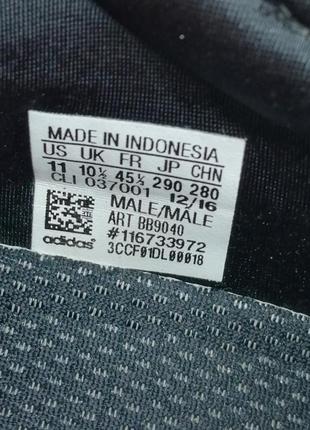 MADE IN INDONESIA
US UK FR JP CHN
11 10½ 45⅓ 290 280
CLI 037001 12/16
MALE/MALE
ART BB9040
#116733972
adidas 3CCF01DL00018